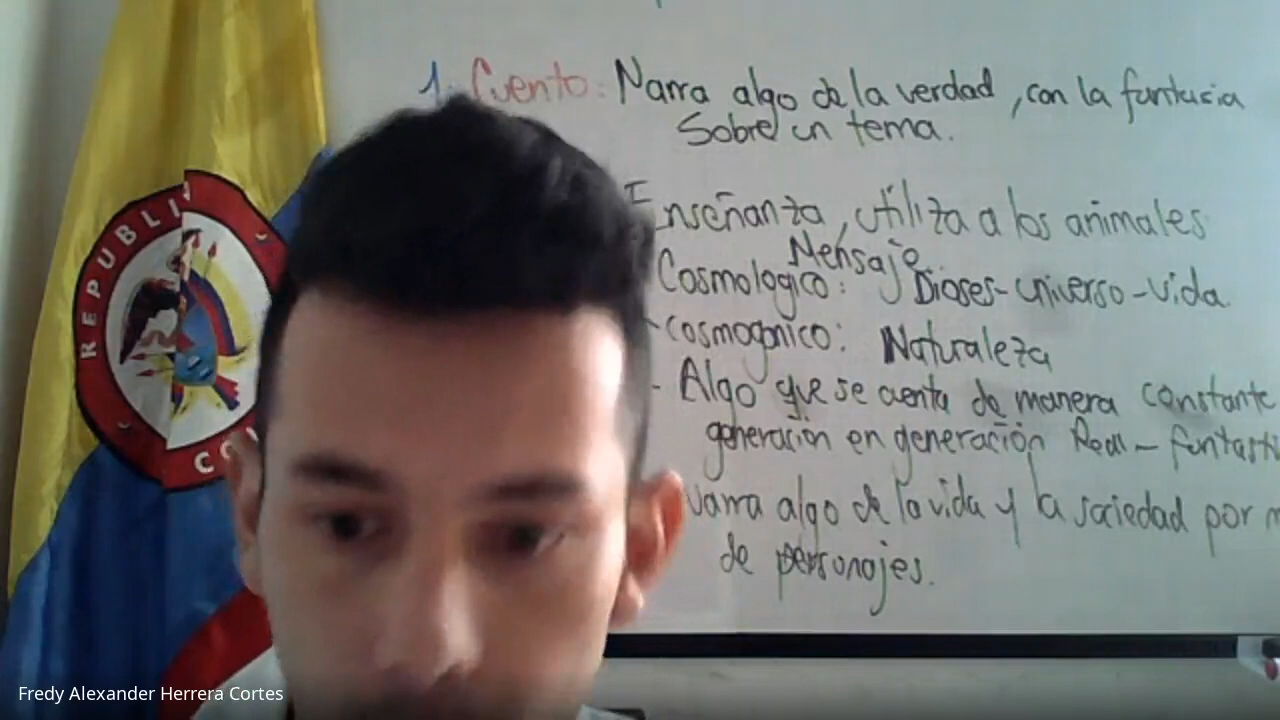 1. Cuento: Narra algo de la verdad, con la fantasia
Sobre un tema.
Enseñanza, utiliza a los animales
Mensaje
Cosmologico: Dioses-universo-vida.
cosmogonico: Naturaleza
- Algo que se cuenta de manera constante
generación en generación Real-fantasti
Narra algo de la vida y la sociedad por m
de personajes.
REPUBLI
CO
Fredy Alexander Herrera Cortes